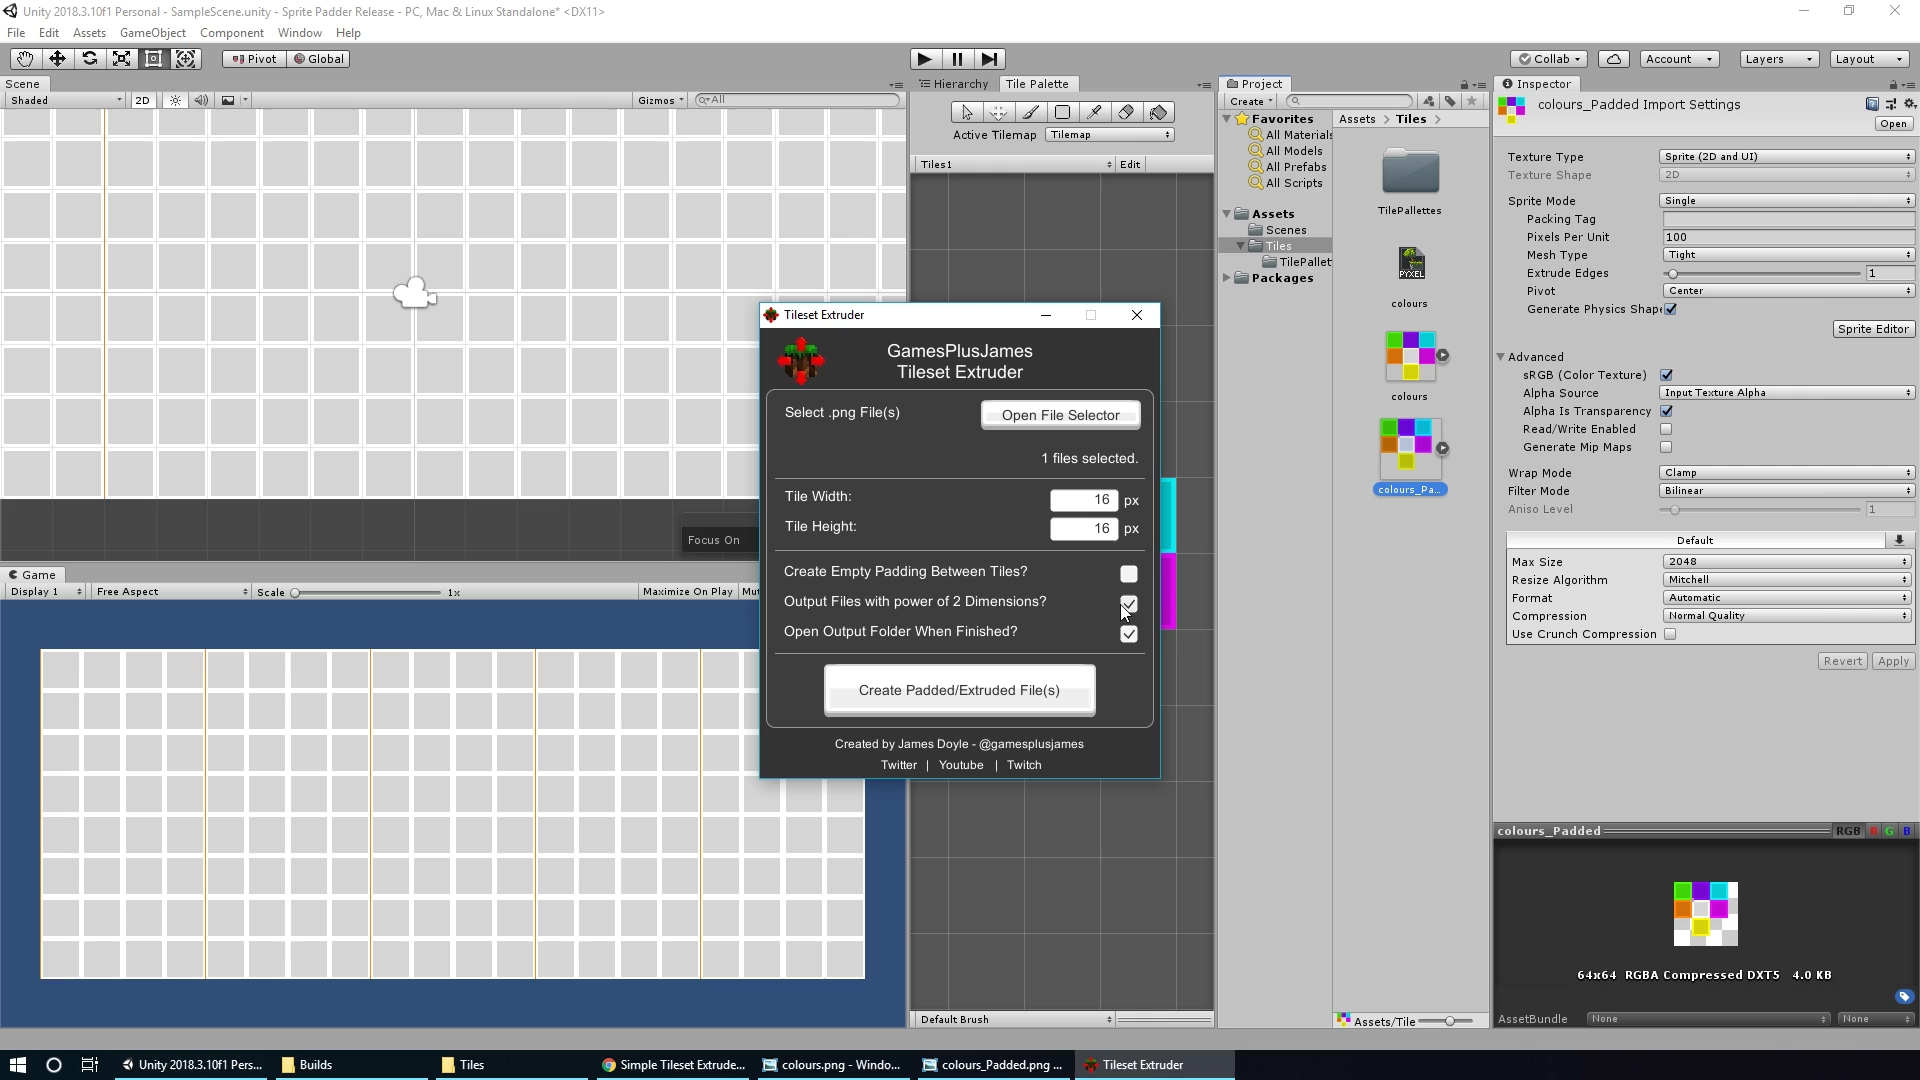 Unity 2018.3.10f1 Personal - SampleScene.unity - Sprite Padder Release - PC, Mac & Linux Standalone* <DX11>
File Edit Assets GameObject Component Window Help
Pivot Global
Collab Account Layers Layout
Scene
Shaded 2D Gizmos All
Hierarchy Tile Palette
Active Tilemap Tilemap
Tiles1 Edit
Project
Create
Favorites
All Materials
All Models
All Prefabs
All Scripts
Assets
Scenes
Tiles
TilePallet
Packages
Assets > Tiles >
TilePallettes
PYXEL
colours
colours
colours_Pa...
Inspector
colours_Padded Import Settings
Open
Texture Type Sprite (2D and UI)
Texture Shape 2D
Sprite Mode Single
Packing Tag
Pixels Per Unit 100
Mesh Type Tight
Extrude Edges 1
Pivot Center
Generate Physics Shap
Sprite Editor
Advanced
sRGB (Color Texture)
Alpha Source Input Texture Alpha
Alpha Is Transparency
Read/Write Enabled
Generate Mip Maps
Wrap Mode Clamp
Filter Mode Bilinear
Aniso Level 1
Default
Max Size 2048
Resize Algorithm Mitchell
Format Automatic
Compression Normal Quality
Use Crunch Compression
Revert Apply
Focus On
Game
Display 1 Free Aspect Scale 1x Maximize On Play Mu
Tileset Extruder
GamesPlusJames
Tileset Extruder
Select .png File(s) Open File Selector
1 files selected.
Tile Width: 16 px
Tile Height: 16 px
Create Empty Padding Between Tiles?
Output Files with power of 2 Dimensions?
Open Output Folder When Finished?
Create Padded/Extruded File(s)
Created by James Doyle - @gamesplusjames
Twitter | Youtube | Twitch
Default Brush
Assets/Tile
colours_Padded RGB R G B
64x64 RGBA Compressed DXT5 4.0 KB
AssetBundle None None
Unity 2018.3.10f1 Pers... Builds Tiles Simple Tileset Extrude... colours.png - Windo... colours_Padded.png ... Tileset Extruder